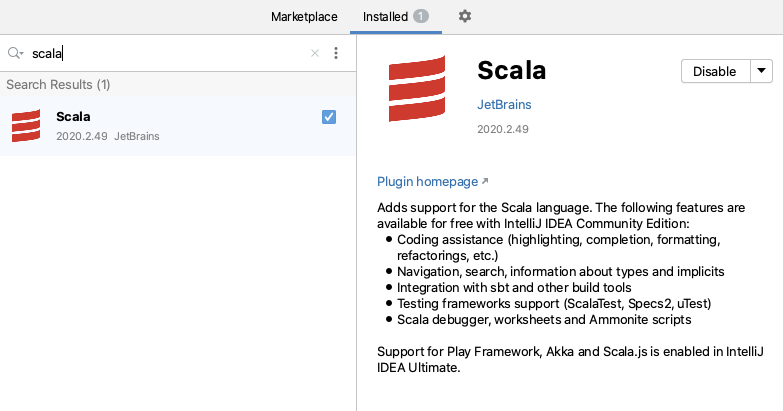 Marketplace Installed 1
scala
Search Results (1)
Scala
2020.2.49 JetBrains
Scala
Disable
JetBrains
2020.2.49
Plugin homepage
Adds support for the Scala language. The following features are
available for free with IntelliJ IDEA Community Edition:
● Coding assistance (highlighting, completion, formatting,
refactorings, etc.)
● Navigation, search, information about types and implicits
● Integration with sbt and other build tools
● Testing frameworks support (ScalaTest, Specs2, uTest)
● Scala debugger, worksheets and Ammonite scripts
Support for Play Framework, Akka and Scala.js is enabled in IntelliJ
IDEA Ultimate.